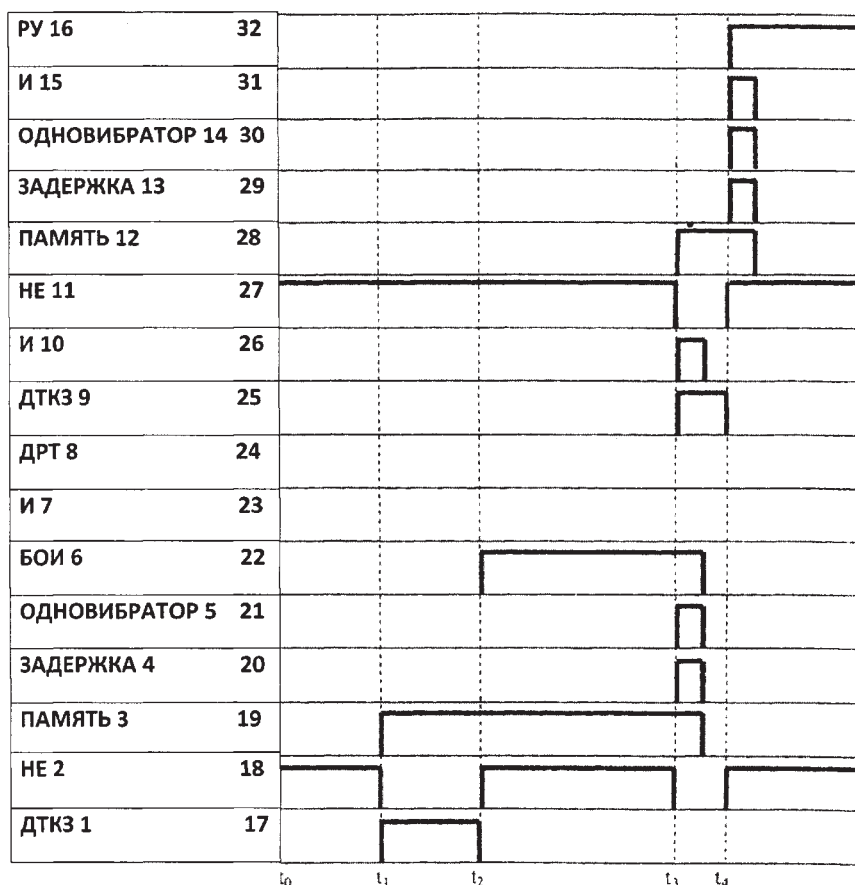 РУ 16 32
И 15 31
ОДНОВИБРАТОР 14 30
ЗАДЕРЖКА 13 29
ПАМЯТЬ 12 28
НЕ 11 27
И 10 26
ДТКЗ 9 25
ДРТ 8 24
И 7 23
БОИ 6 22
ОДНОВИБРАТОР 5 21
ЗАДЕРЖКА 4 20
ПАМЯТЬ 3 19
НЕ 2 18
ДТКЗ 1 17
t₀ t₁ t₂ t₃ t₄